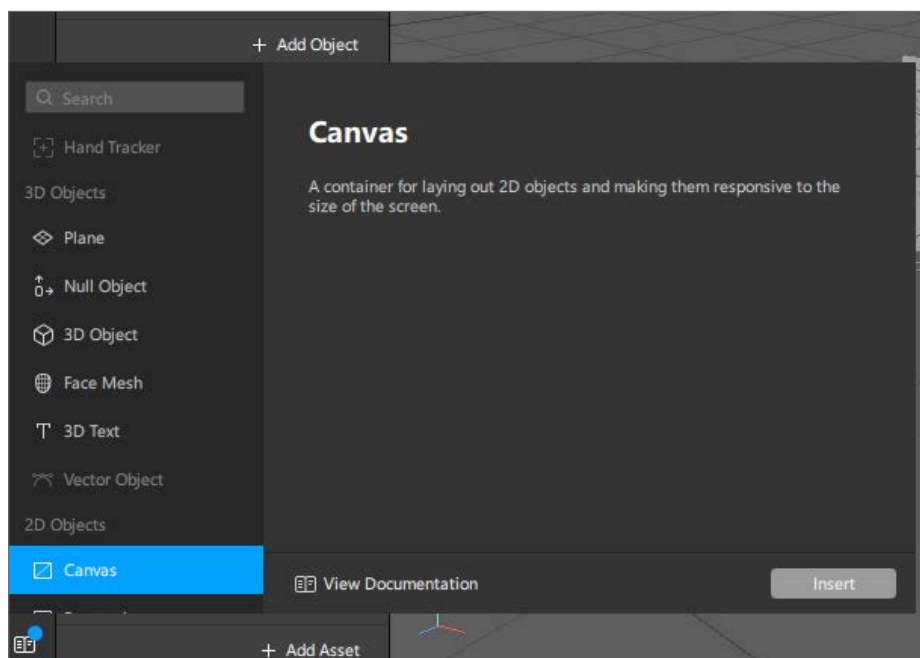 + Add Object
Search
Hand Tracker
3D Objects
Plane
Null Object
3D Object
Face Mesh
3D Text
Vector Object
2D Objects
Canvas
Canvas
A container for laying out 2D objects and making them responsive to the
size of the screen.
View Documentation
Insert
+ Add Asset